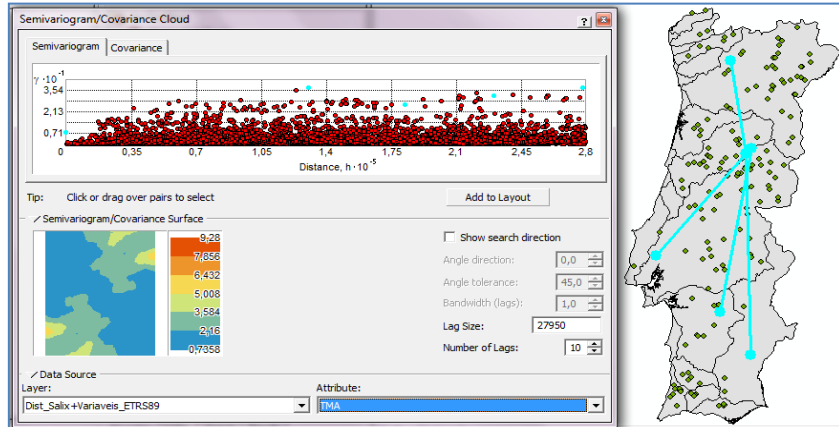 Semivariogram/Covariance Cloud
Semivariogram Covariance
γ ·10⁻¹
3,54
2,13
0,71
0 0,35 0,7 1,05 1,4 1,75 2,1 2,45 2,8
Distance, h ·10⁻⁵
Tip: Click or drag over pairs to select
Add to Layout
Semivariogram/Covariance Surface
9,28
7,856
6,432
5,008
3,584
2,16
0,7358
Show search direction
Angle direction: 0,0
Angle tolerance: 45,0
Bandwidth (lags): 1,0
Lag Size: 27950
Number of Lags: 10
Data Source
Layer: Attribute:
Dist_Salix+Variaveis_ETRS89 TMA